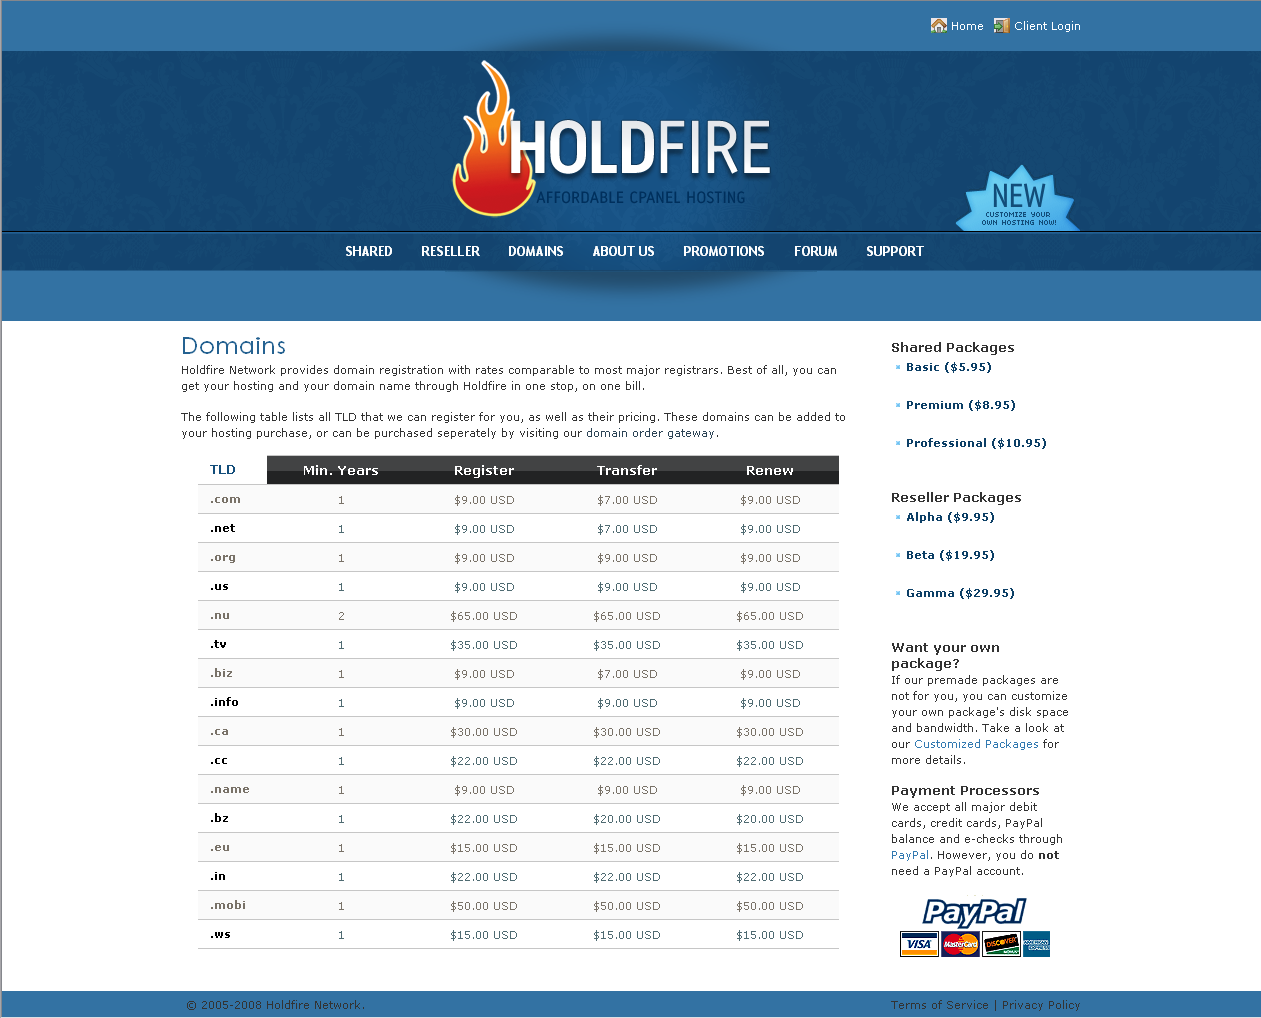 Home Client Login
HOLDFIRE
AFFORDABLE CPANEL HOSTING
NEW
CUSTOMIZE YOUR
OWN HOSTING NOW!
SHARED RESELLER DOMAINS ABOUT US PROMOTIONS FORUM SUPPORT
Domains
Holdfire Network provides domain registration with rates comparable to most major registrars. Best of all, you can
get your hosting and your domain name through Holdfire in one stop, on one bill.
The following table lists all TLD that we can register for you, as well as their pricing. These domains can be added to
your hosting purchase, or can be purchased seperately by visiting our domain order gateway.
TLD Min. Years Register Transfer Renew
.com 1 $9.00 USD $7.00 USD $9.00 USD
.net 1 $9.00 USD $7.00 USD $9.00 USD
.org 1 $9.00 USD $9.00 USD $9.00 USD
.us 1 $9.00 USD $9.00 USD $9.00 USD
.nu 2 $65.00 USD $65.00 USD $65.00 USD
.tv 1 $35.00 USD $35.00 USD $35.00 USD
.biz 1 $9.00 USD $7.00 USD $9.00 USD
.info 1 $9.00 USD $9.00 USD $9.00 USD
.ca 1 $30.00 USD $30.00 USD $30.00 USD
.cc 1 $22.00 USD $22.00 USD $22.00 USD
.name 1 $9.00 USD $9.00 USD $9.00 USD
.bz 1 $22.00 USD $20.00 USD $20.00 USD
.eu 1 $15.00 USD $15.00 USD $15.00 USD
.in 1 $22.00 USD $22.00 USD $22.00 USD
.mobi 1 $50.00 USD $50.00 USD $50.00 USD
.ws 1 $15.00 USD $15.00 USD $15.00 USD
Shared Packages
Basic ($5.95)
Premium ($8.95)
Professional ($10.95)
Reseller Packages
Alpha ($9.95)
Beta ($19.95)
Gamma ($29.95)
Want your own
package?
If our premade packages are
not for you, you can customize
your own package's disk space
and bandwidth. Take a look at
our Customized Packages for
more details.
Payment Processors
We accept all major debit
cards, credit cards, PayPal
balance and e-checks through
PayPal. However, you do not
need a PayPal account.
PayPal
VISA MasterCard DISCOVER AMERICAN
EXPRESS
© 2005-2008 Holdfire Network.
Terms of Service | Privacy Policy